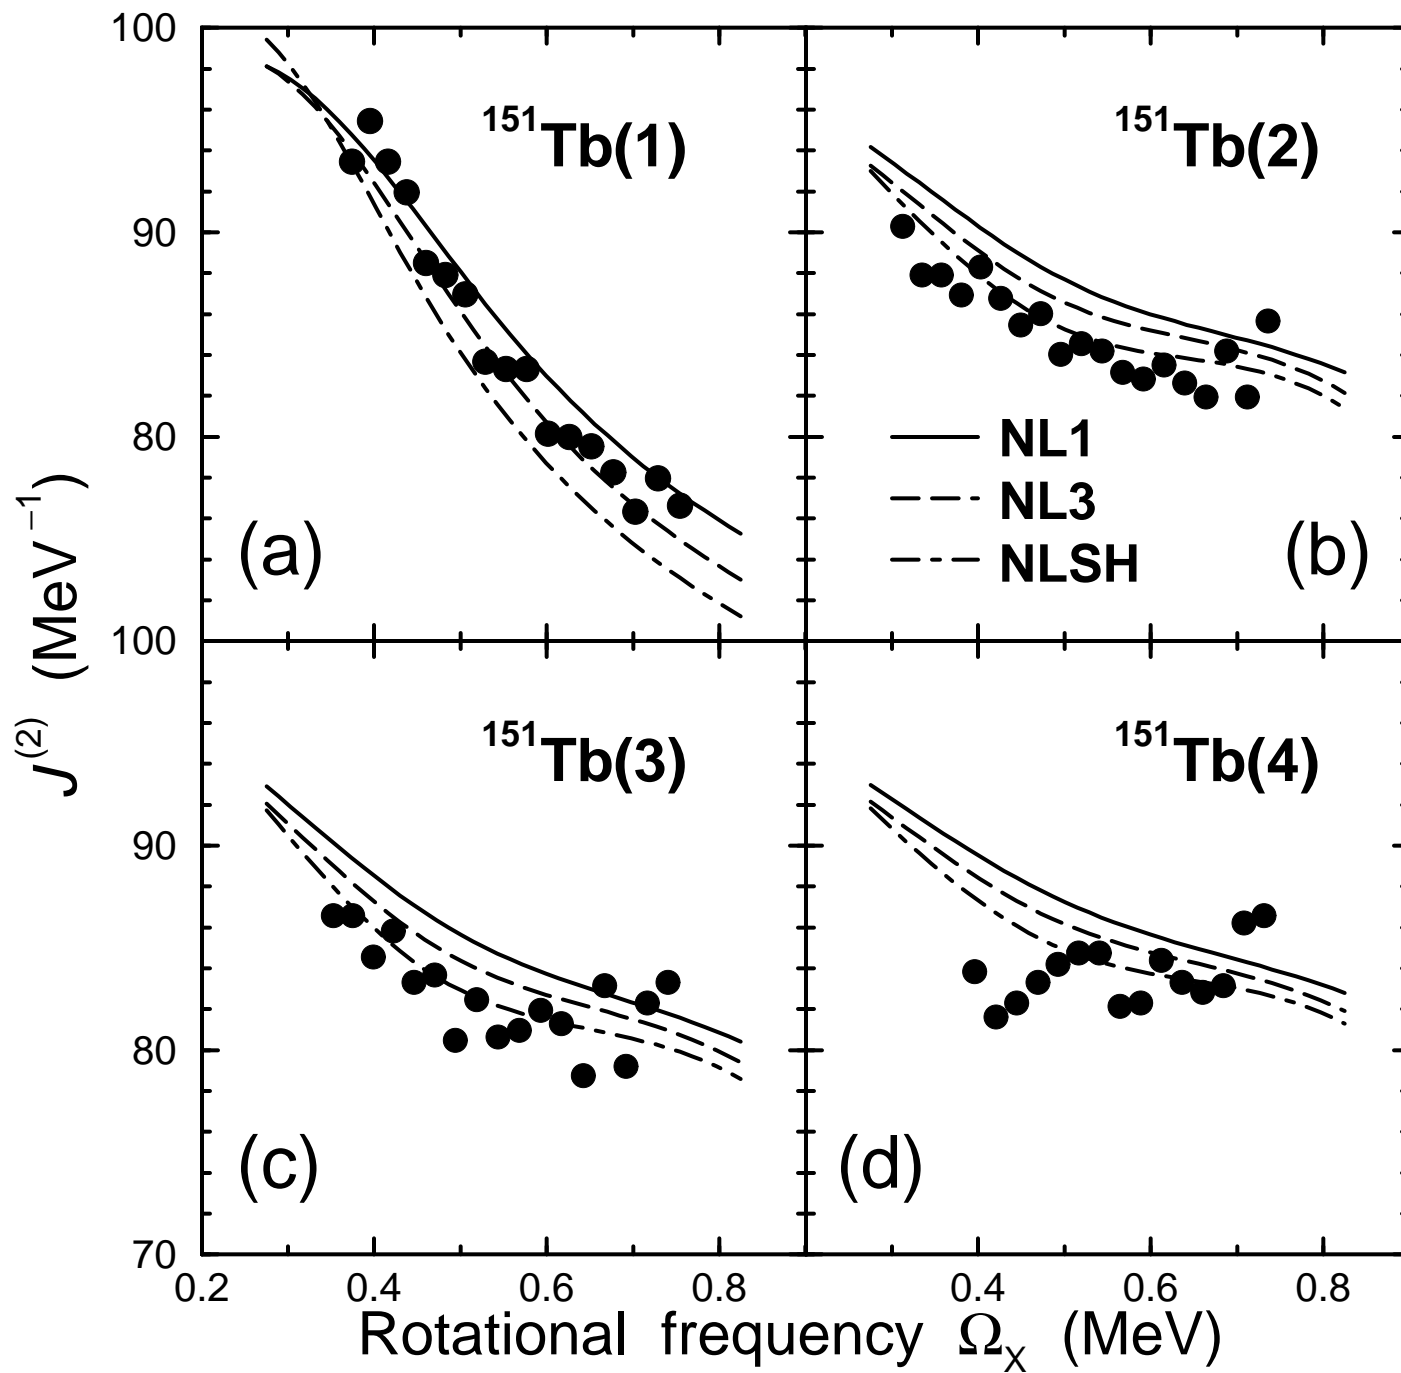 100
90
80
100
90
80
70
J(2) (MeV−1)
151Tb(1)
(a)
151Tb(2)
NL1
NL3
NLSH
(b)
151Tb(3)
(c)
151Tb(4)
(d)
0.2 0.4 0.6 0.8 0.4 0.6 0.8
Rotational frequency ΩX (MeV)